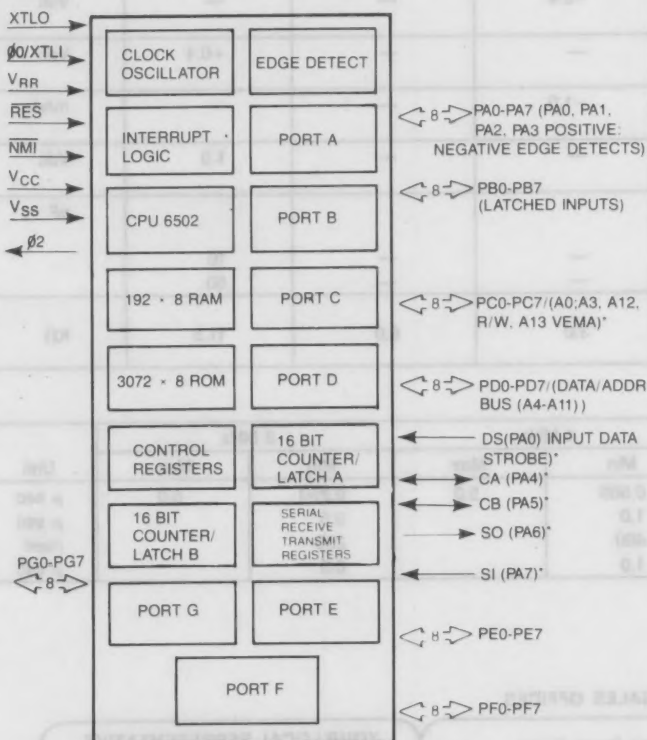 XTLO
ø0/XTLI
VRR
RES
NMI
VCC
VSS
ø2
PG0-PG7
8
CLOCK
OSCILLATOR
EDGE DETECT
INTERRUPT
LOGIC
PORT A
CPU 6502
PORT B
192 × 8 RAM
PORT C
3072 × 8 ROM
PORT D
CONTROL
REGISTERS
16 BIT
COUNTER/
LATCH A
16 BIT
COUNTER/
LATCH B
SERIAL
RECEIVE
TRANSMIT
REGISTERS
PORT G
PORT E
PORT F
8 PA0-PA7 (PA0, PA1,
PA2, PA3 POSITIVE:
NEGATIVE EDGE DETECTS)
8 PB0-PB7
(LATCHED INPUTS)
8 PC0-PC7/(A0;A3, A12,
R/W, A13 VEMA)*
8 PD0-PD7/(DATA/ADDR
BUS (A4-A11))
DS(PA0) INPUT DATA
STROBE)*
CA (PA4)*
CB (PA5)*
SO (PA6)*
SI (PA7)*
8 PE0-PE7
8 PF0-PF7